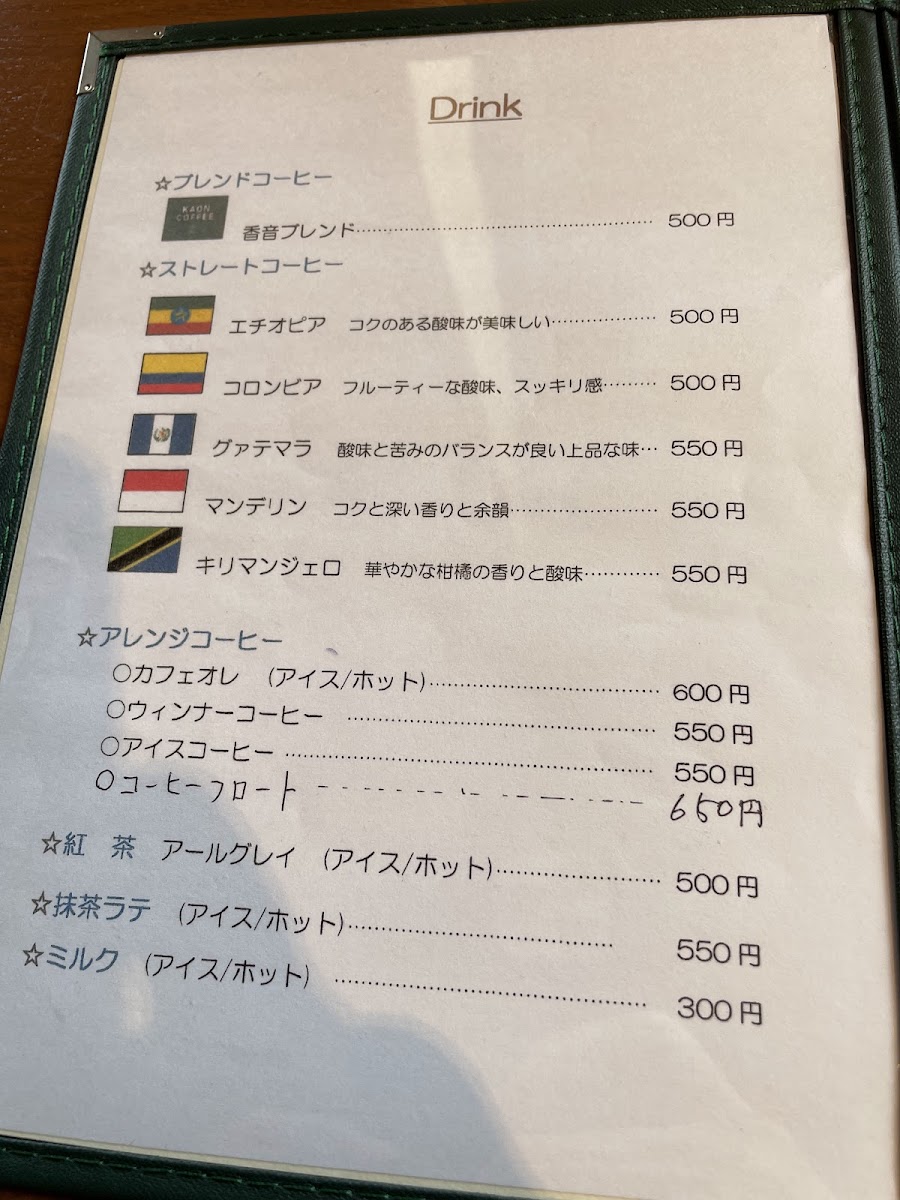 Drink
☆ブレンドコーヒー
KAON
COFFEE
香音ブレンド………………………………………… 500円
☆ストレートコーヒー
エチオピア コクのある酸味が美味しい……………… 500円
コロンビア フルーティーな酸味、スッキリ感……… 500円
グァテマラ 酸味と苦みのバランスが良い上品な味… 550円
マンデリン コクと深い香りと余韻…………………… 550円
キリマンジェロ 華やかな柑橘の香りと酸味………… 550円
☆アレンジコーヒー
○カフェオレ (アイス/ホット)……………………………… 600円
○ウィンナーコーヒー ………………………………………… 550円
○アイスコーヒー ……………………………………………… 550円
○コーヒーフロート - - - - - - - - - - - - 650円
☆紅 茶 アールグレイ (アイス/ホット)…………………… 500円
☆抹茶ラテ (アイス/ホット)………………………………… 550円
☆ミルク (アイス/ホット) …………………………………… 300円